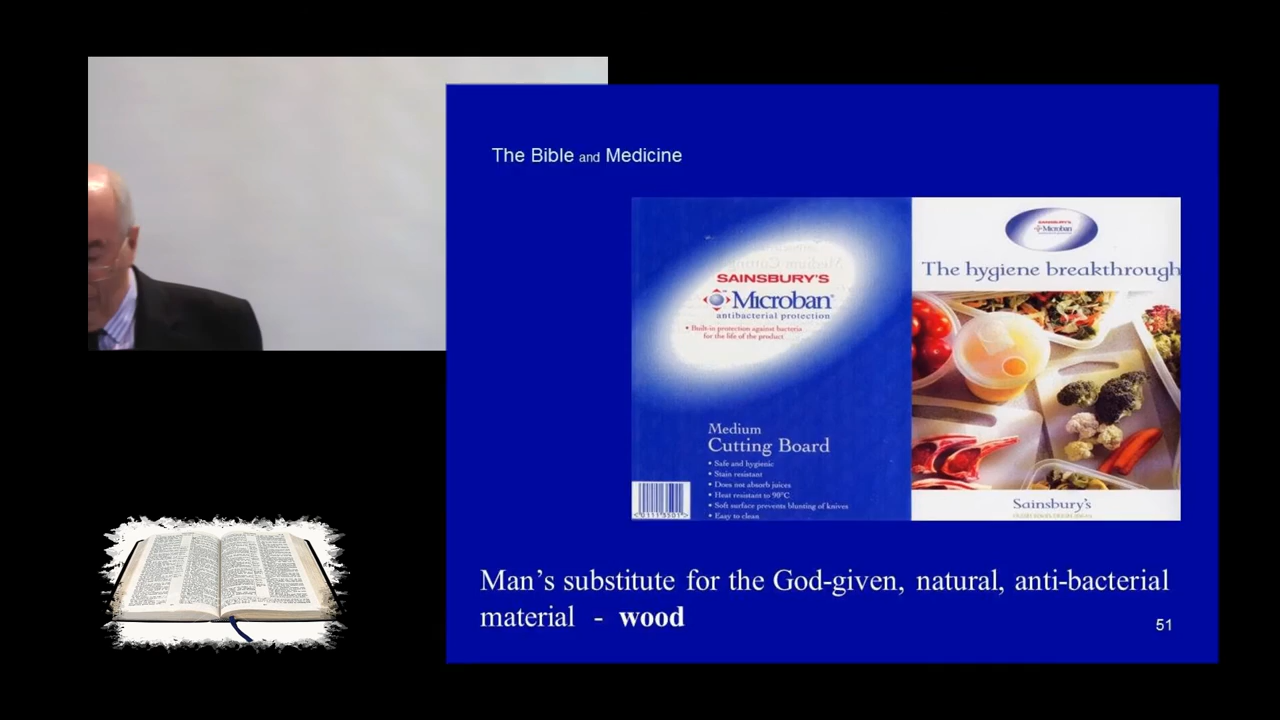 The Bible and Medicine
SAINSBURY'S
Microban
antibacterial protection
• Built-in protection against bacteria
for the life of the product
Medium
Cutting Board
• Safe and hygienic
• Stain resistant
• Does not absorb juices
• Heat resistant to 90°C
• Soft surface prevents blunting of knives
• Easy to clean
SAINSBURY'S
Microban
The hygiene breakthrough
Sainsbury's
Man's substitute for the God-given, natural, anti-bacterial
material - wood
51